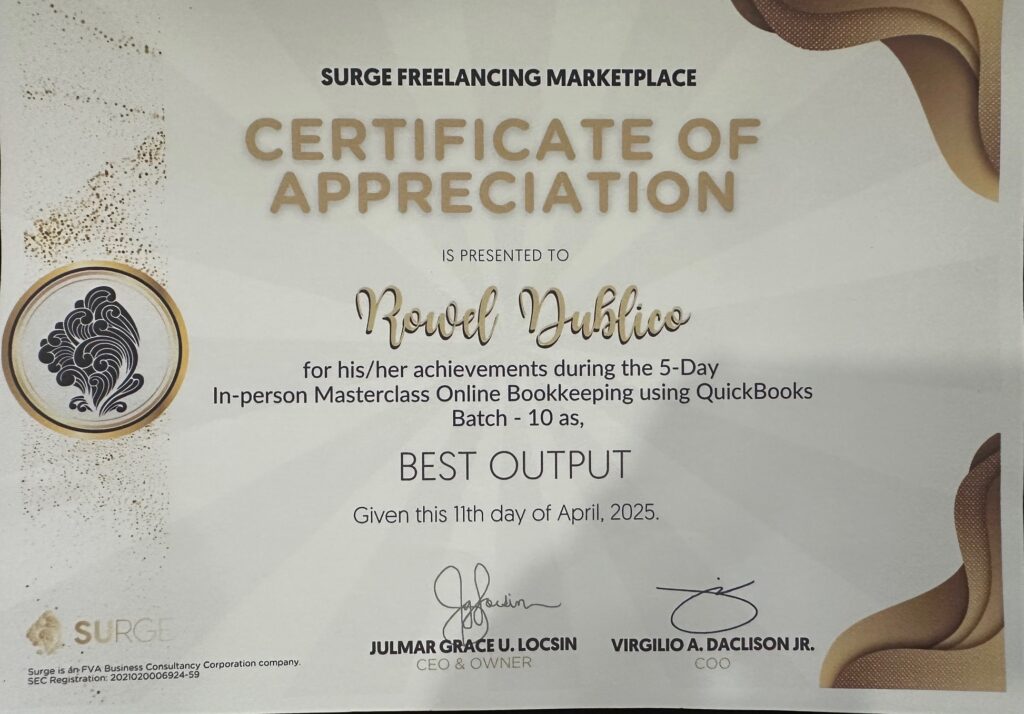 SURGE FREELANCING MARKETPLACE
CERTIFICATE OF
APPRECIATION
IS PRESENTED TO
Rowel Dublico
for his/her achievements during the 5-Day
In-person Masterclass Online Bookkeeping using QuickBooks
Batch - 10 as,
BEST OUTPUT
Given this 11th day of April, 2025.
JULMAR GRACE U. LOCSIN
CEO & OWNER
VIRGILIO A. DACLISON JR.
COO
SURGE
Surge is an FVA Business Consultancy Corporation company.
SEC Registration: 2021020006924-59